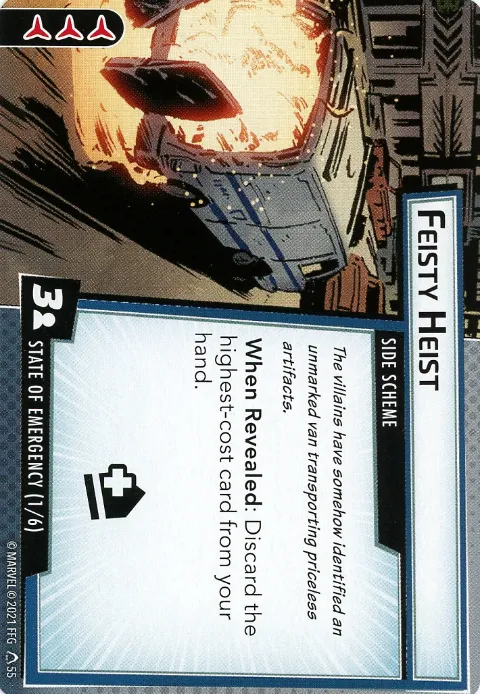 FEISTY HEIST
SIDE SCHEME
The villains have somehow identified an
unmarked van transporting priceless
artifacts.
When Revealed: Discard the
highest-cost card from your
hand.
3
STATE OF EMERGENCY (1/6)
© MARVEL © 2021 FFG 55